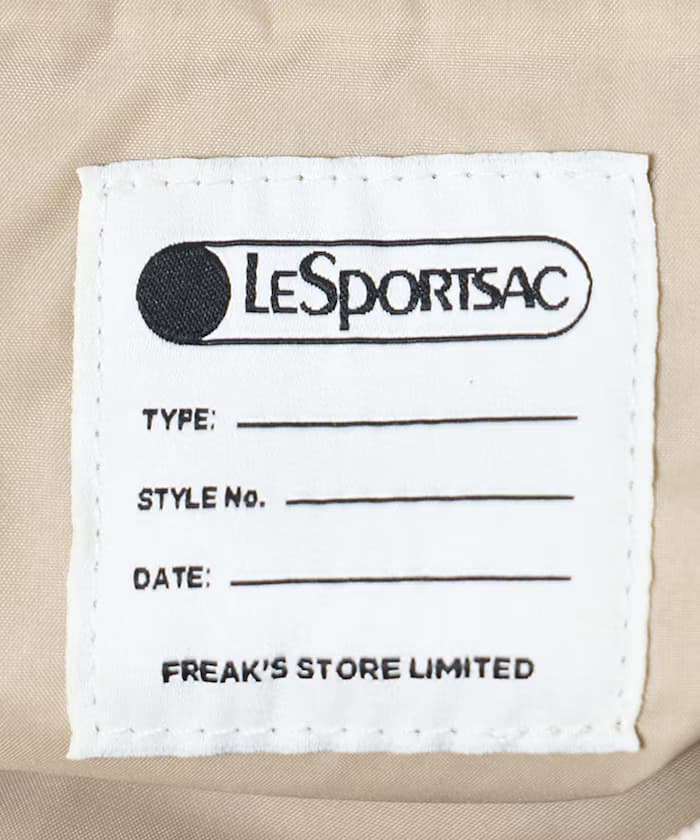 LeSportsac
TYPE:
STYLE No.
DATE:
FREAK'S STORE LIMITED